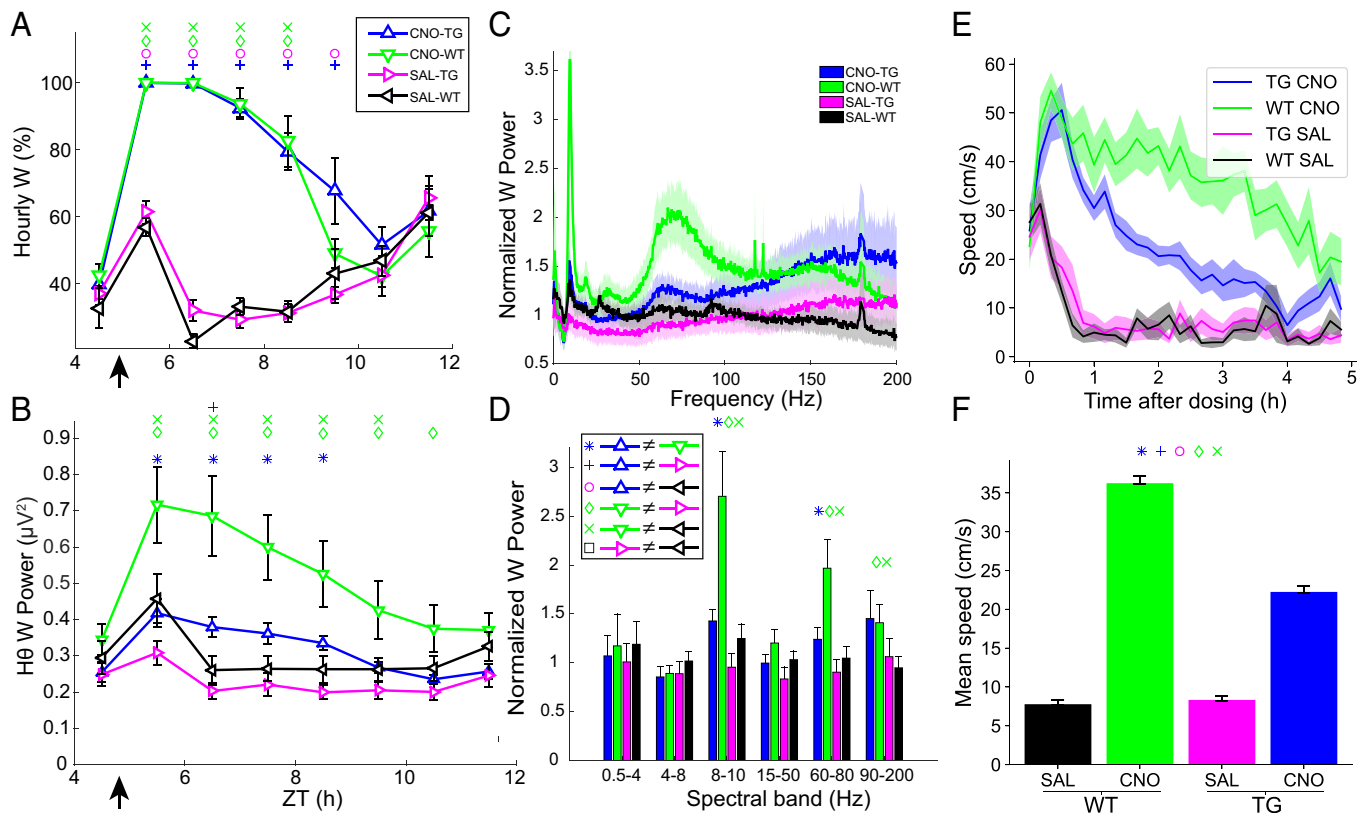 A
CNO-TG
CNO-WT
SAL-TG
SAL-WT
100
80
60
40
Hourly W (%)
4 6 8 10 12
B
0.9
0.8
0.7
0.6
0.5
0.4
0.3
0.2
0.1
0
Hθ W Power (µV²)
4 6 8 10 12
ZT (h)
C
CNO-TG
CNO-WT
SAL-TG
SAL-WT
3.5
3
2.5
2
1.5
1
0.5
Normalized W Power
0 50 100 150 200
Frequency (Hz)
D
≠
≠
≠
≠
≠
≠
3
2.5
2
1.5
1
0
Normalized W Power
0.5-4 4-8 8-10 15-50 60-80 90-200
Spectral band (Hz)
E
TG CNO
WT CNO
TG SAL
WT SAL
60
50
40
30
20
10
0
Speed (cm/s)
0 1 2 3 4 5
Time after dosing (h)
F
35
30
25
20
15
10
5
0
Mean speed (cm/s)
SAL CNO SAL CNO
WT TG